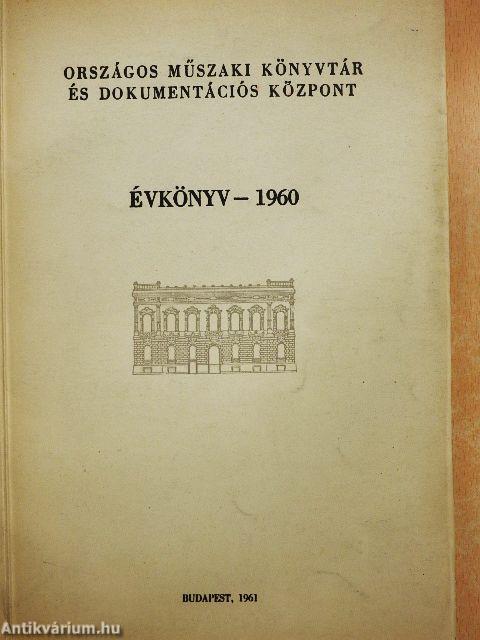 ORSZÁGOS MŰSZAKI KÖNYVTÁR
ÉS DOKUMENTÁCIÓS KÖZPONT
ÉVKÖNYV — 1960
BUDAPEST, 1961
Antikvárium.hu